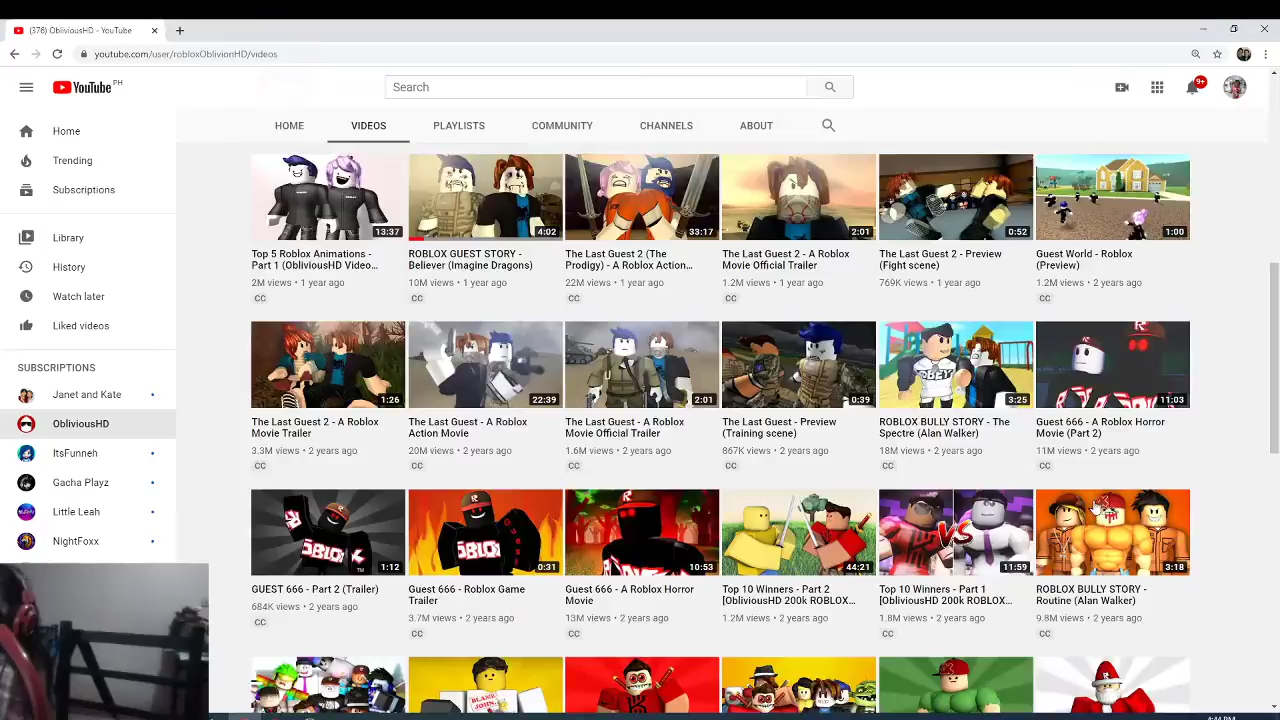 (376) ObliviousHD - YouTube
youtube.com/user/robloxOblivionHD/videos
YouTube PH
Search
9+
HOME VIDEOS PLAYLISTS COMMUNITY CHANNELS ABOUT
Home
Trending
Subscriptions
Library
History
Watch later
Liked videos
SUBSCRIPTIONS
Janet and Kate
ObliviousHD
ItsFunneh
Gacha Playz
Little Leah
NightFoxx
13:37
Top 5 Roblox Animations -
Part 1 (ObliviousHD Video...
2M views • 1 year ago
CC
4:02
ROBLOX GUEST STORY -
Believer (Imagine Dragons)
10M views • 1 year ago
CC
33:17
The Last Guest 2 (The
Prodigy) - A Roblox Action...
22M views • 1 year ago
CC
2:01
The Last Guest 2 - A Roblox
Movie Official Trailer
1.2M views • 1 year ago
CC
0:52
The Last Guest 2 - Preview
(Fight scene)
769K views • 1 year ago
CC
1:00
Guest World - Roblox
(Preview)
1.2M views • 2 years ago
CC
1:26
The Last Guest 2 - A Roblox
Movie Trailer
3.3M views • 2 years ago
CC
22:39
The Last Guest - A Roblox
Action Movie
20M views • 2 years ago
CC
2:01
The Last Guest - A Roblox
Movie Official Trailer
1.6M views • 2 years ago
CC
0:39
The Last Guest - Preview
(Training scene)
867K views • 2 years ago
CC
3:25
ROBLOX BULLY STORY - The
Spectre (Alan Walker)
18M views • 2 years ago
CC
11:03
Guest 666 - A Roblox Horror
Movie (Part 2)
11M views • 2 years ago
CC
1:12
GUEST 666 - Part 2 (Trailer)
684K views • 2 years ago
CC
0:31
Guest 666 - Roblox Game
Trailer
3.7M views • 2 years ago
CC
10:53
Guest 666 - A Roblox Horror
Movie
13M views • 2 years ago
CC
44:21
Top 10 Winners - Part 2
[ObliviousHD 200k ROBLOX...
1.2M views • 2 years ago
VS
11:59
Top 10 Winners - Part 1
[ObliviousHD 200k ROBLOX...
1.8M views • 2 years ago
CC
3:18
ROBLOX BULLY STORY -
Routine (Alan Walker)
9.8M views • 2 years ago
CC
BLAME
JOHN